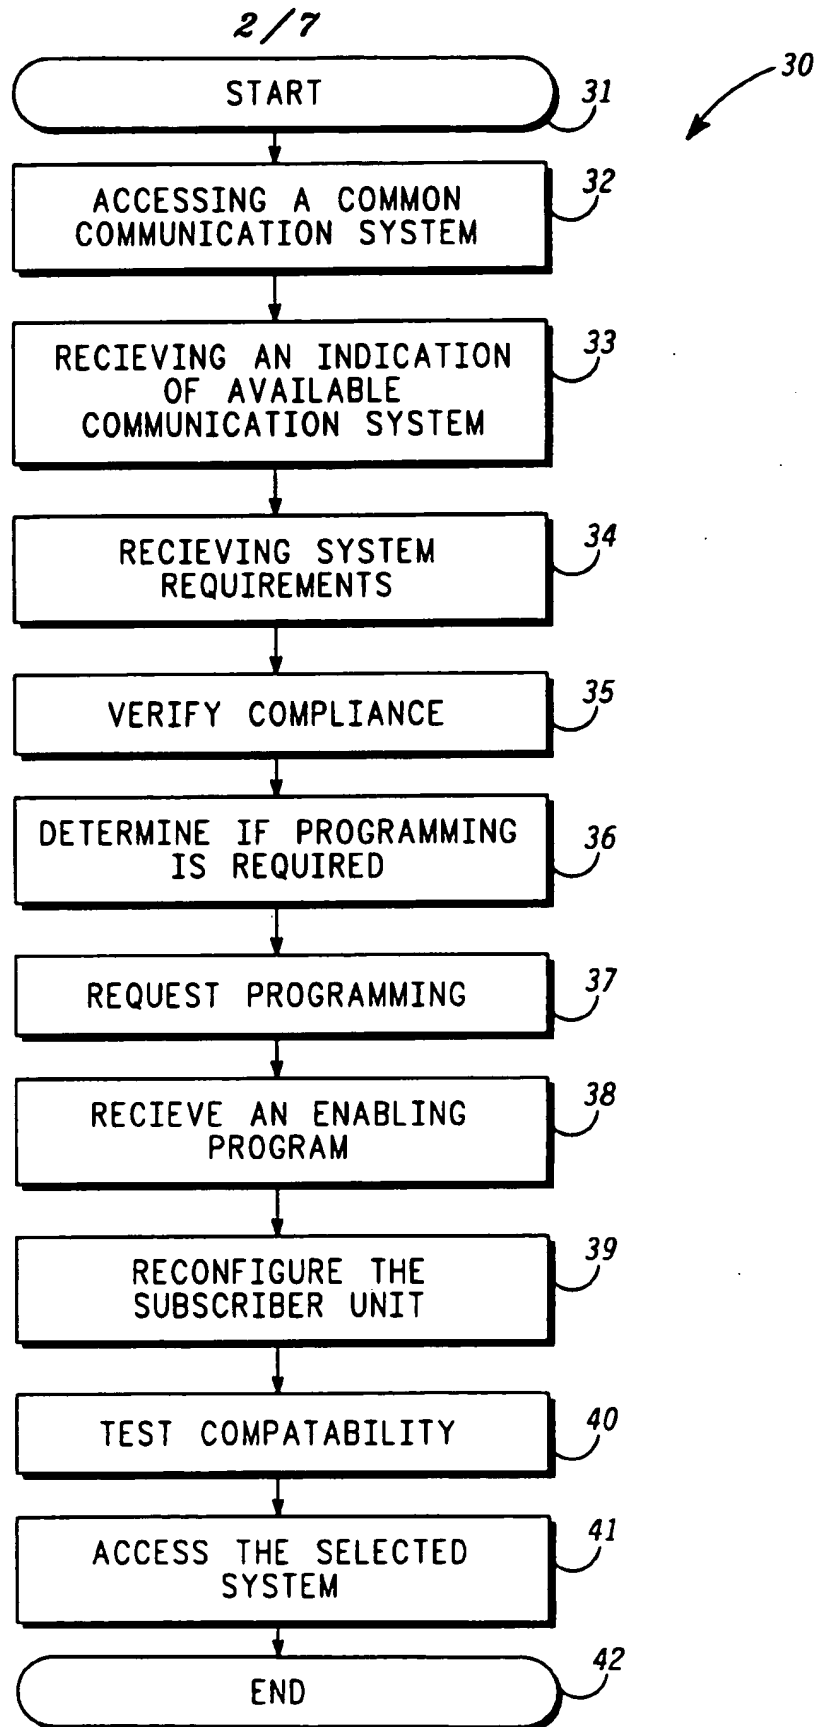 2/7
30
START
31
ACCESSING A COMMON
COMMUNICATION SYSTEM
32
RECIEVING AN INDICATION
OF AVAILABLE
COMMUNICATION SYSTEM
33
RECIEVING SYSTEM
REQUIREMENTS
34
VERIFY COMPLIANCE
35
DETERMINE IF PROGRAMMING
IS REQUIRED
36
REQUEST PROGRAMMING
37
RECIEVE AN ENABLING
PROGRAM
38
RECONFIGURE THE
SUBSCRIBER UNIT
39
TEST COMPATABILITY
40
ACCESS THE SELECTED
SYSTEM
41
END
42